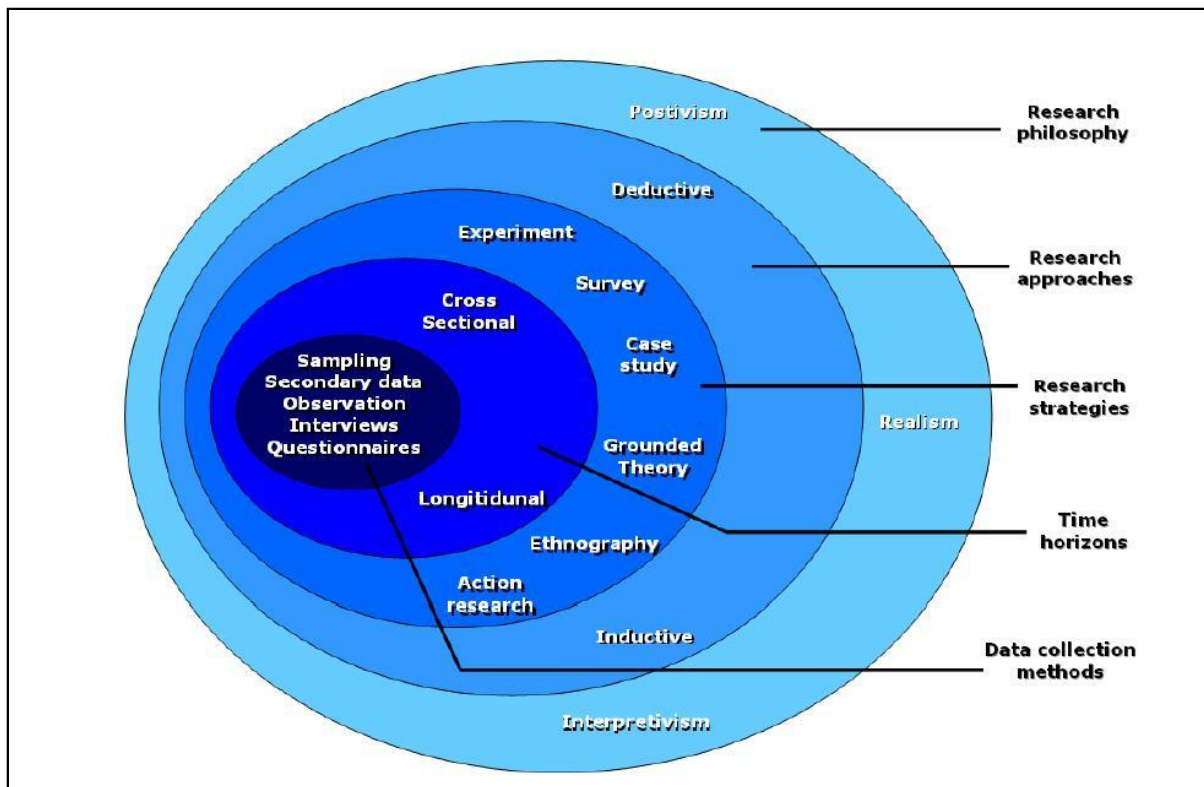 Postivism
Research
philosophy
Deductive
Experiment
Research
approaches
Survey
Cross
Sectional
Case
study
Sampling
Secondary data
Observation
Interviews
Questionnaires
Research
strategies
Realism
Grounded
Theory
Longitidunal
Time
horizons
Ethnography
Action
research
Inductive
Data collection
methods
Interpretivism